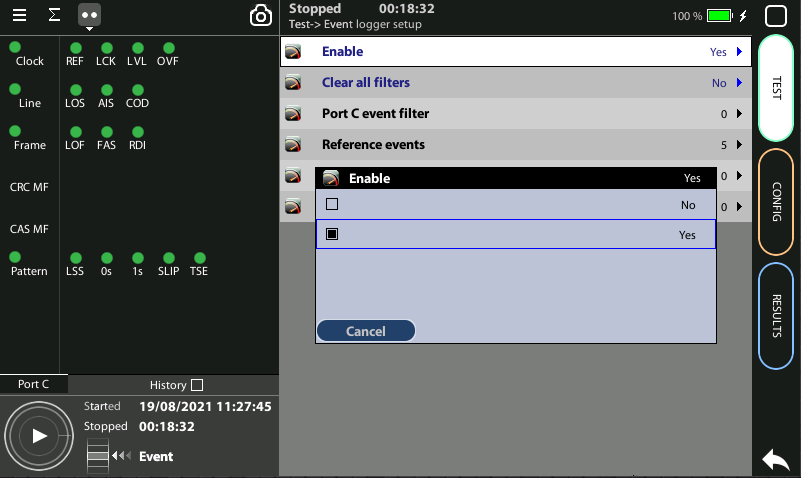 Stopped 00:18:32
Test-> Event logger setup
100 %
Clock REF LCK LVL OVF
Line LOS AIS COD
Frame LOF FAS RDI
CRC MF
CAS MF
Pattern LSS 0s 1s SLIP TSE
Port C
History
Started 19/08/2021 11:27:45
Stopped 00:18:32
Event
Enable Yes
Clear all filters No
Port C event filter 0
Reference events 5
0
0
Enable Yes
No
Yes
Cancel
TEST
CONFIG
RESULTS